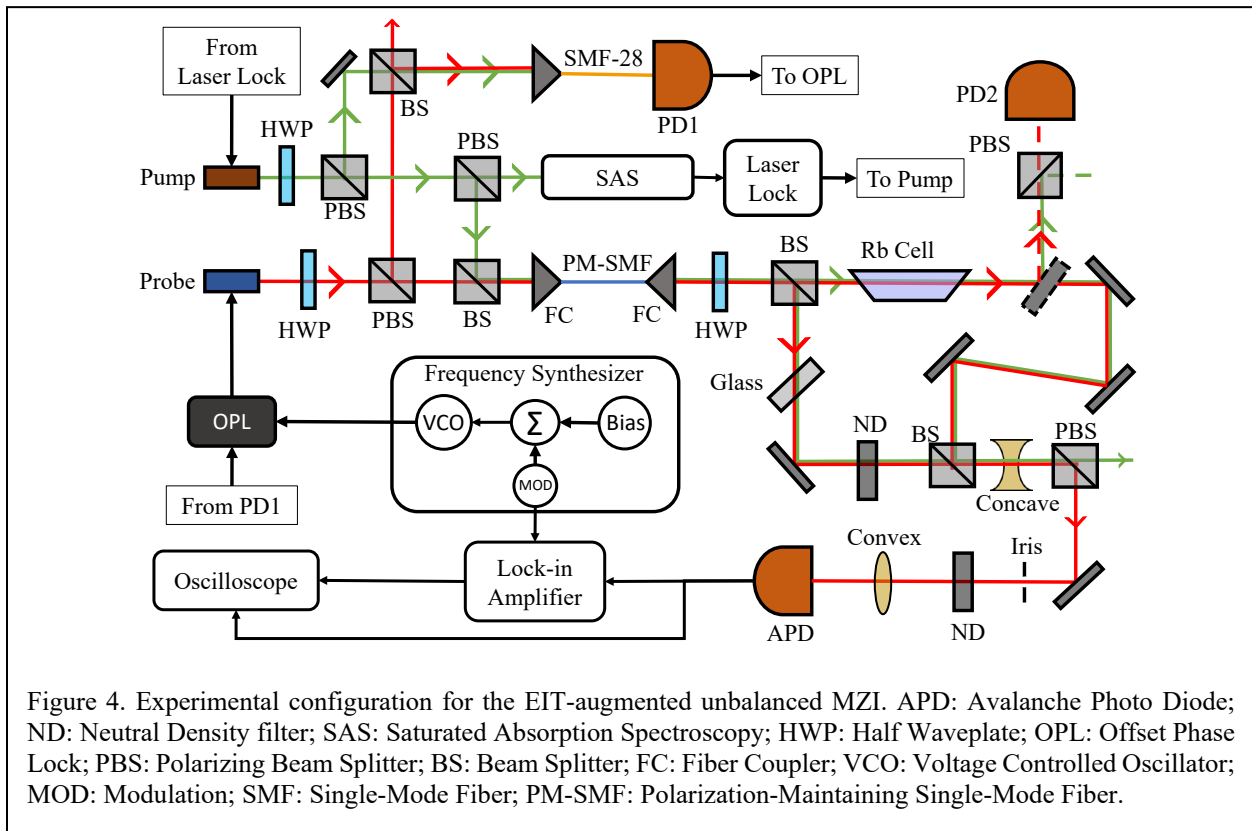 From
Laser Lock
SMF-28
To OPL
PD2
BS
PD1
HWP
PBS
PBS
Pump
SAS
Laser
Lock
To Pump
PBS
BS
Rb Cell
PM-SMF
Probe
HWP
PBS
BS
FC
FC
HWP
Glass
Frequency Synthesizer
OPL
VCO
Σ
Bias
ND
BS
PBS
MOD
Concave
From PD1
Convex
Iris
Oscilloscope
Lock-in
Amplifier
APD
ND
Figure 4. Experimental configuration for the EIT-augmented unbalanced MZI. APD: Avalanche Photo Diode;
ND: Neutral Density filter; SAS: Saturated Absorption Spectroscopy; HWP: Half Waveplate; OPL: Offset Phase
Lock; PBS: Polarizing Beam Splitter; BS: Beam Splitter; FC: Fiber Coupler; VCO: Voltage Controlled Oscillator;
MOD: Modulation; SMF: Single-Mode Fiber; PM-SMF: Polarization-Maintaining Single-Mode Fiber.